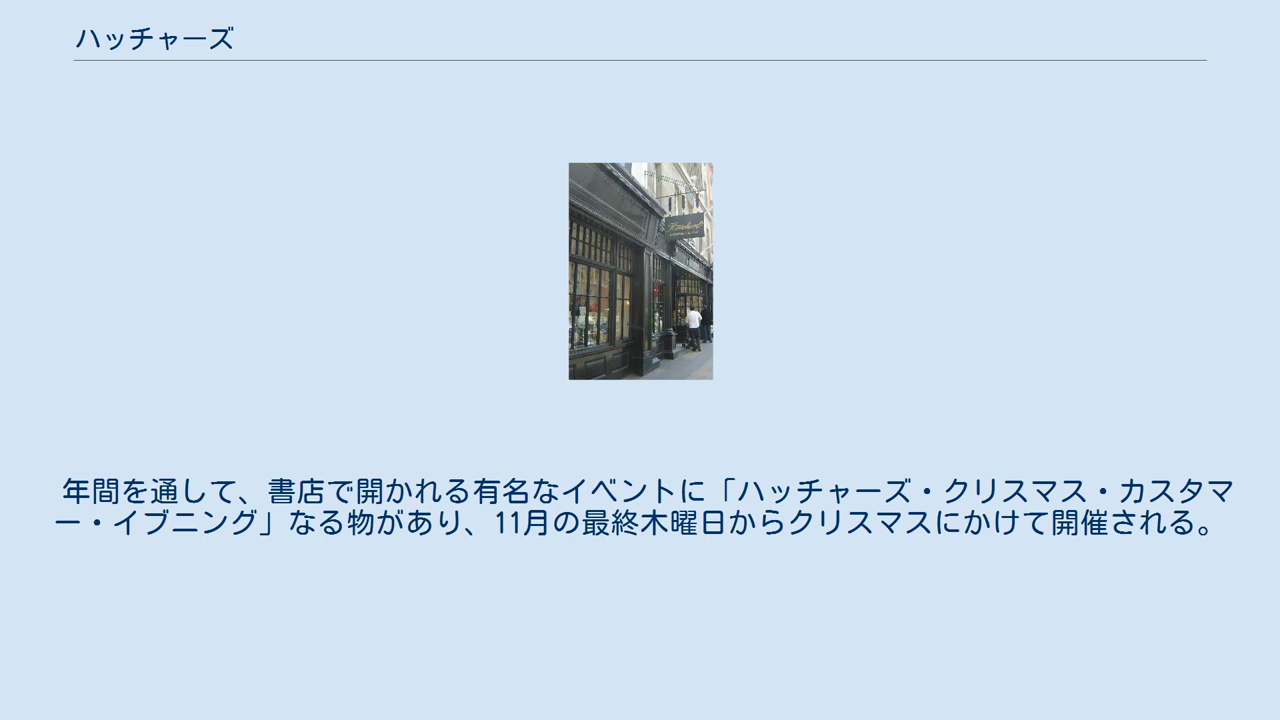 ハッチャーズ
年間を通して、書店で開かれる有名なイベントに「ハッチャーズ・クリスマス・カスタマ
ー・イブニング」なる物があり、11月の最終木曜日からクリスマスにかけて開催される。